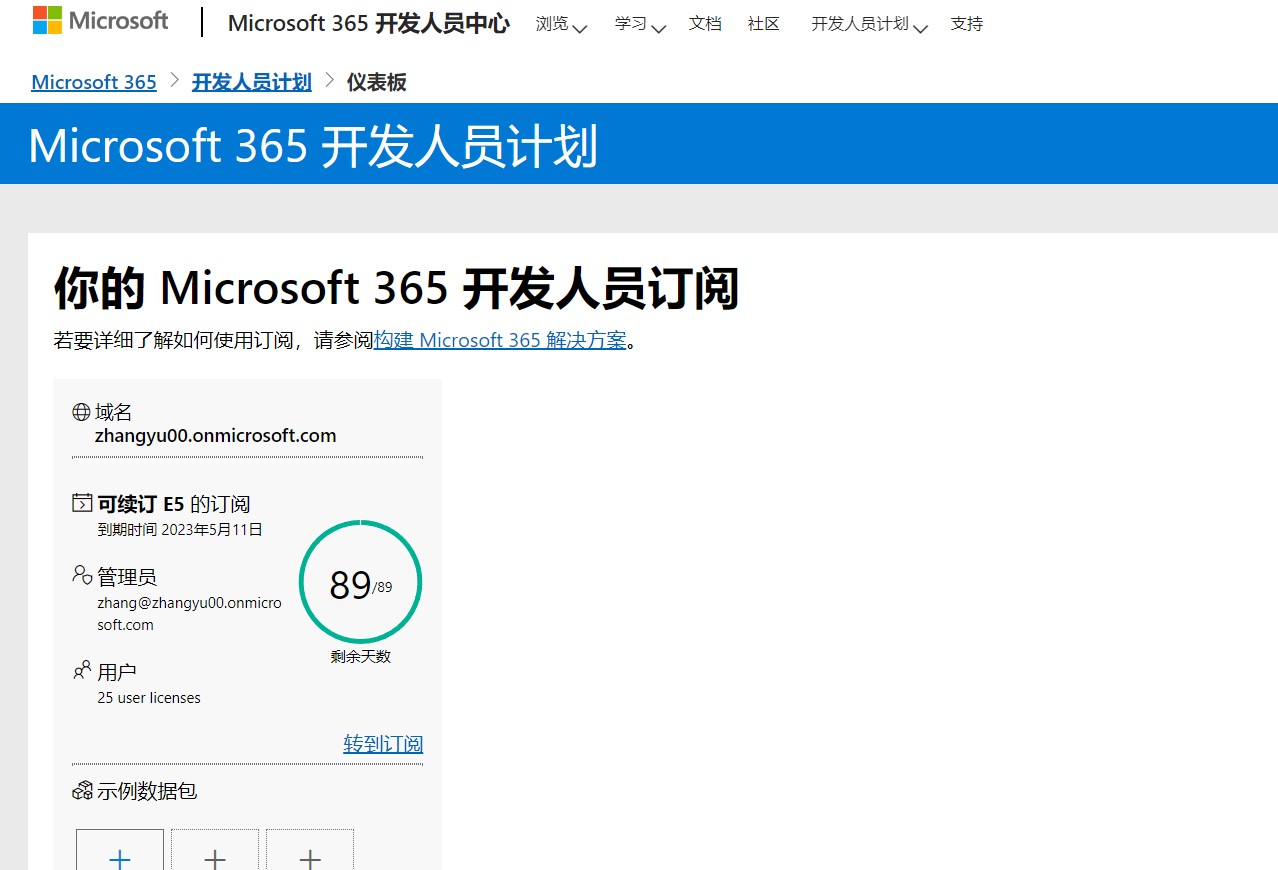 Microsoft
Microsoft 365 开发人员中心 浏览 学习 文档 社区 开发人员计划 支持
Microsoft 365 开发人员计划 仪表板
Microsoft 365 开发人员计划
你的 Microsoft 365 开发人员订阅
若要详细了解如何使用订阅，请参阅构建 Microsoft 365 解决方案。
域名
zhangyu00.onmicrosoft.com
可续订 E5 的订阅
到期时间 2023年5月11日
管理员
zhang@zhangyu00.onmicro
soft.com
89/89
剩余天数
用户
25 user licenses
转到订阅
示例数据包